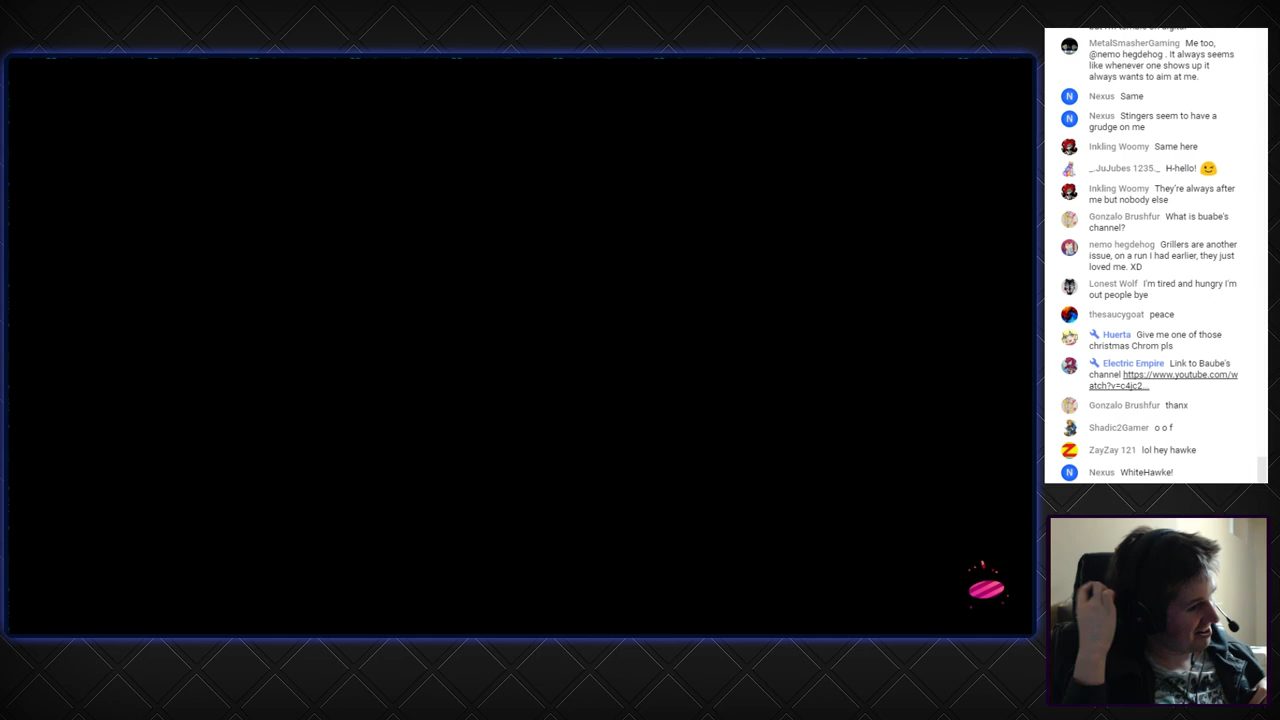 MetalSmasherGaming Me too,
@nemo hegdehog . It always seems
like whenever one shows up it
always wants to aim at me.
N Nexus Same
N Nexus Stingers seem to have a
grudge on me
Inkling Woomy Same here
_.JuJubes 1235._ H-hello!
Inkling Woomy They're always after
me but nobody else
Gonzalo Brushfur What is buabe's
channel?
nemo hegdehog Grillers are another
issue, on a run I had earlier, they just
loved me. XD
Lonest Wolf I'm tired and hungry I'm
out people bye
thesaucygoat peace
Huerta Give me one of those
christmas Chrom pls
Electric Empire Link to Baube's
channel https://www.youtube.com/w
atch?v=c4jc2...
Gonzalo Brushfur thanx
Shadic2Gamer o o f
Z ZayZay 121 lol hey hawke
N Nexus WhiteHawke!